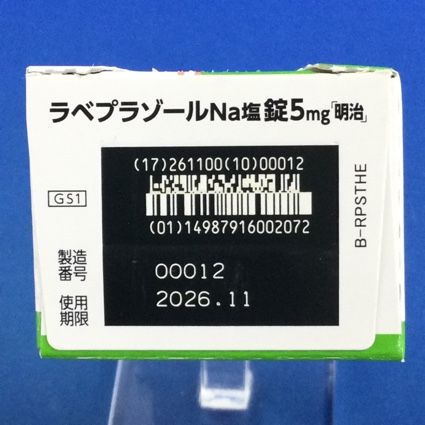 ラベプラゾールNa塩錠5mg「明治」
(17)261100(10)00012
GS1
(01)14987916002072
製造番号 00012
使用期限 2026.11
B-RPSTHE